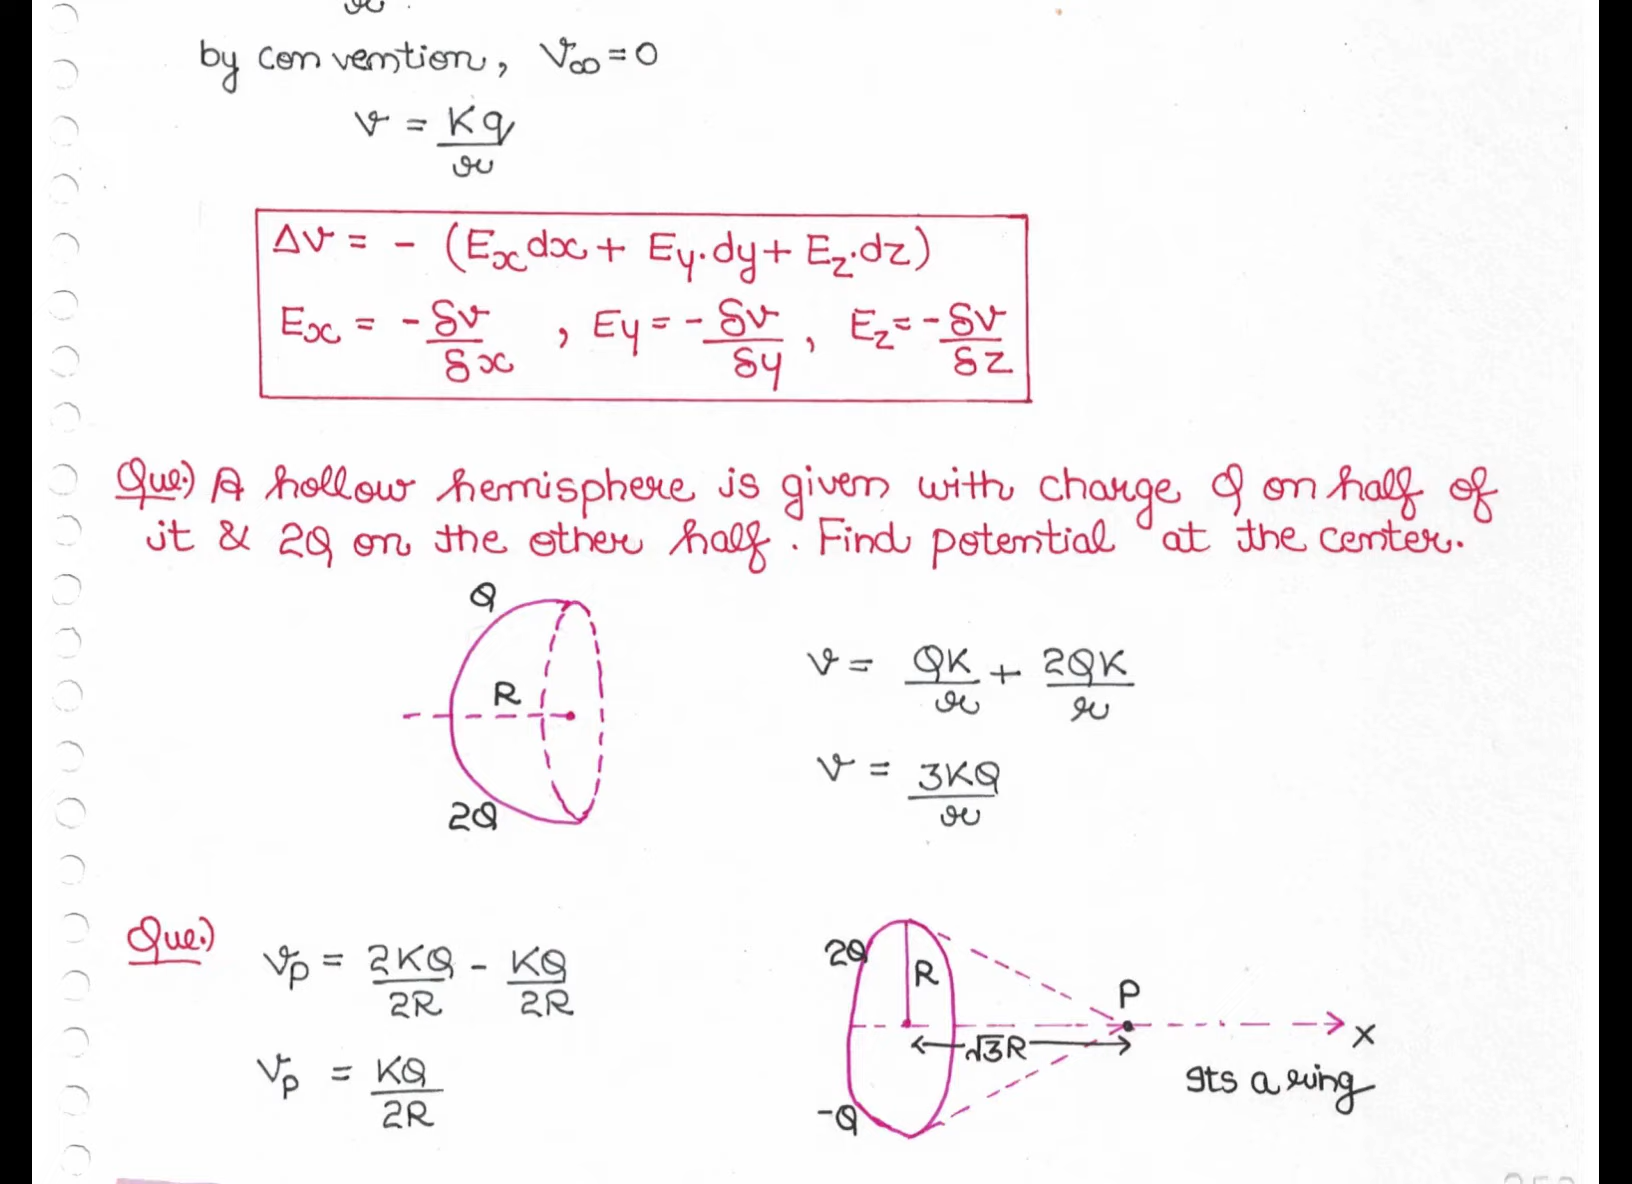 by convention, V∞ = 0
V = Kq/r
ΔV = - (Ex dx + Ey.dy + Ez.dz)
Ex = -δv/δx , Ey = -δv/δy , Ez = -δv/δz
Que:) A hollow hemisphere is given with charge Q on half of
it & 2Q on the other half. Find potential at the center.
Q
R
2Q
V = QK/r + 2QK/r
V = 3KQ/r
Que:)
Vp = 2KQ/2R - KQ/2R
Vp = KQ/2R
2Q
R
P
√3R
X
Its a ring
-Q